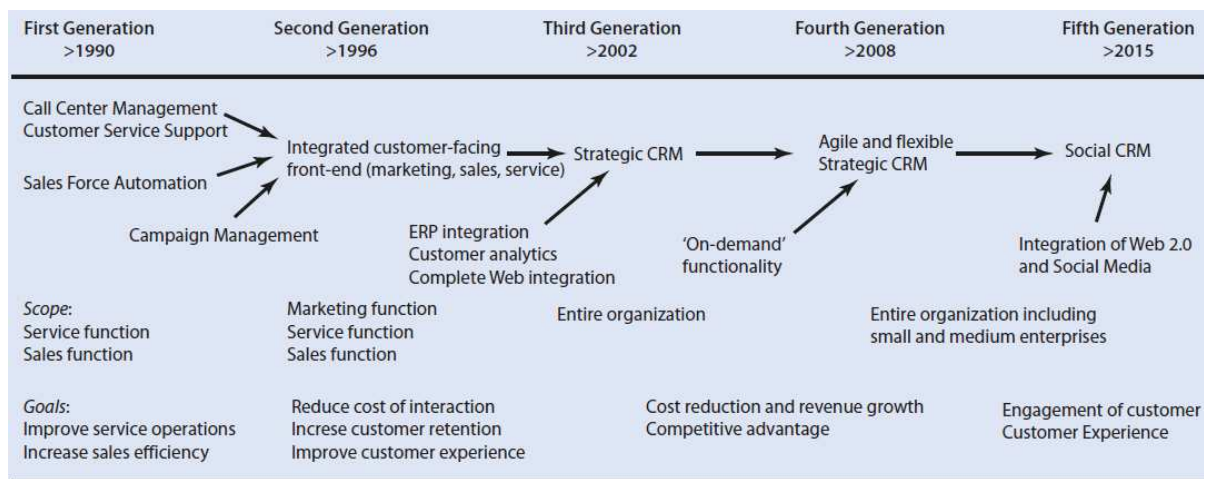 First Generation
>1990
Second Generation
>1996
Third Generation
>2002
Fourth Generation
>2008
Fifth Generation
>2015
Call Center Management
Customer Service Support
Sales Force Automation
Campaign Management
Integrated customer-facing
front-end (marketing, sales, service)
Strategic CRM
Agile and flexible
Strategic CRM
Social CRM
ERP integration
Customer analytics
Complete Web integration
‘On-demand’
functionality
Integration of Web 2.0
and Social Media
Scope:
Service function
Sales function
Marketing function
Service function
Sales function
Entire organization
Entire organization including
small and medium enterprises
Goals:
Improve service operations
Increase sales efficiency
Reduce cost of interaction
Increse customer retention
Improve customer experience
Cost reduction and revenue growth
Competitive advantage
Engagement of customer
Customer Experience